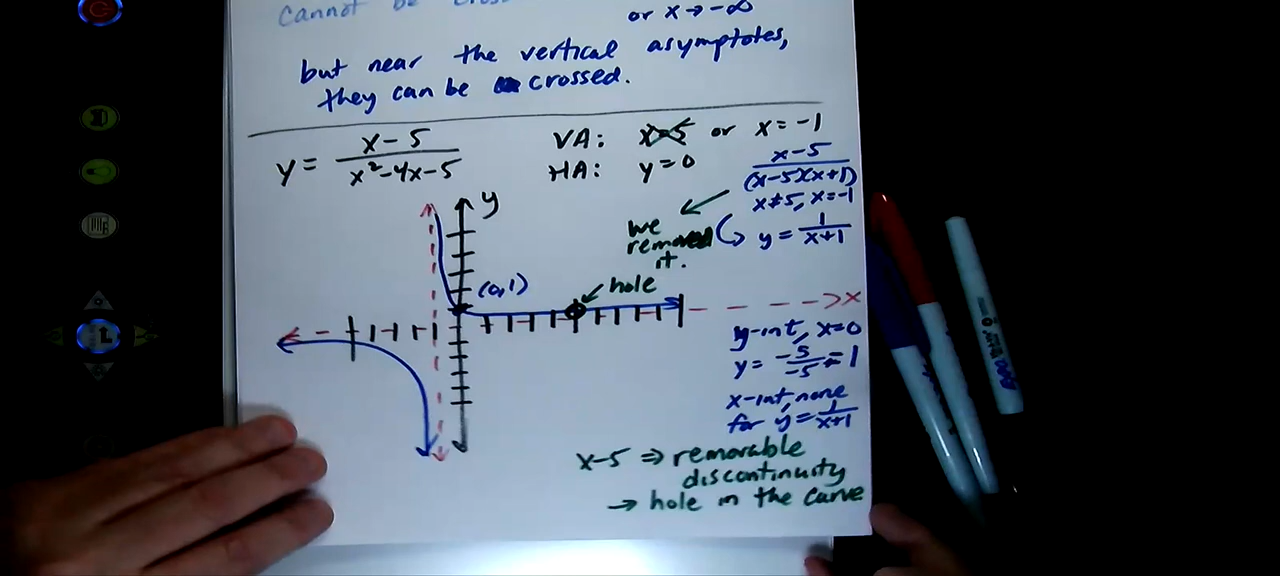 cannot be
or x → -∞
but near the vertical asymptotes,
they can be crossed.
y = x-5 / x²-4x-5
VA: x=5 or x = -1
HA: y=0
x-5 / (x-5)(x+1)
x≠5, x=-1
y = 1/x+1
we
removed
it.
y
hole
(0,1)
x
y-int, x=0
y = -5/-5 = 1
x-int, none
for y = 1/x+1
x-5 ⇒ removable
discontinuity
→ hole in the curve